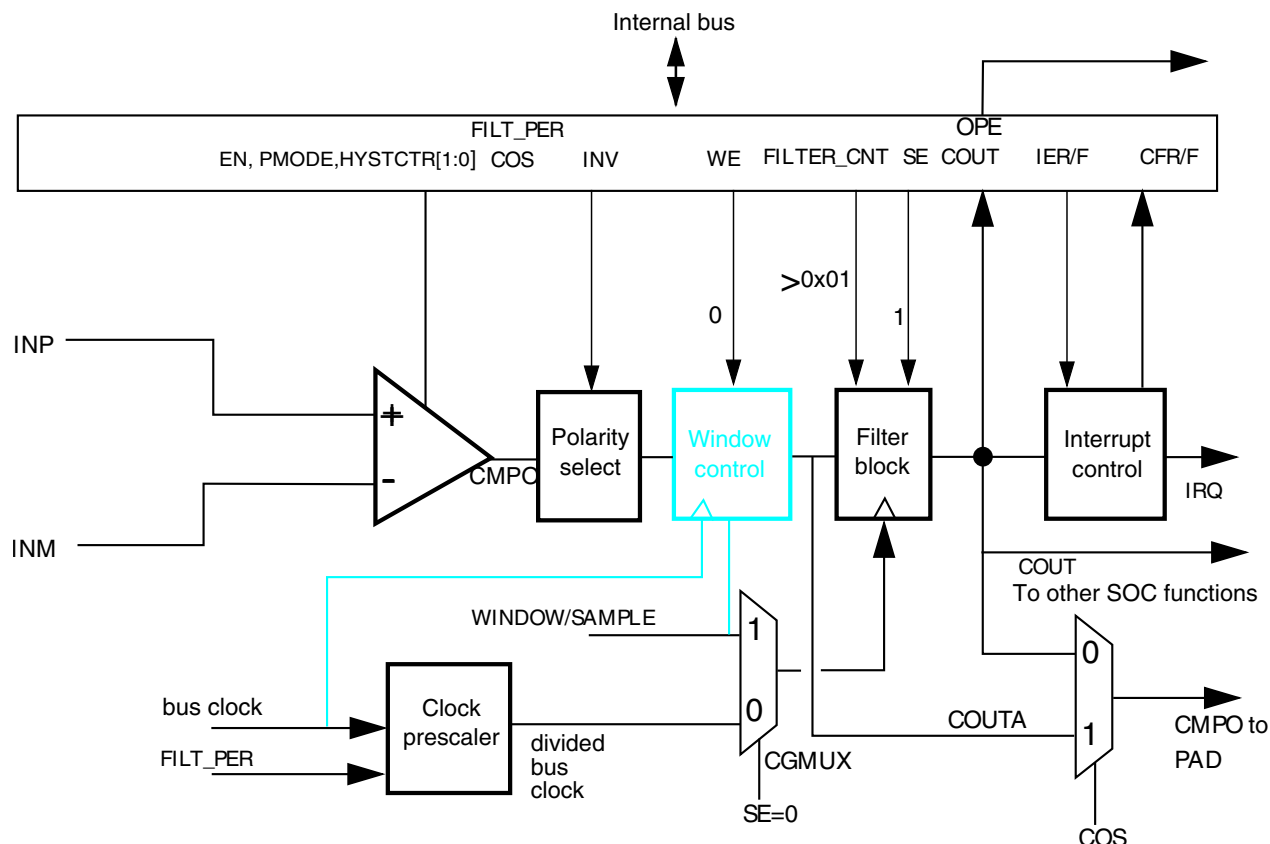 Internal bus
FILT_PER
OPE
EN, PMODE,HYSTCTR[1:0] COS INV WE FILTER_CNT SE COUT IER/F CFR/F
>0x01
0
1
INP
+
-
CMPO
Polarity
select
Window
control
Filter
block
Interrupt
control
IRQ
INM
COUT
To other SOC functions
WINDOW/SAMPLE
1
0
0
1
bus clock
FILT_PER
Clock
prescaler
divided
bus
clock
CGMUX
SE=0
COUTA
CMPO to
PAD
COS